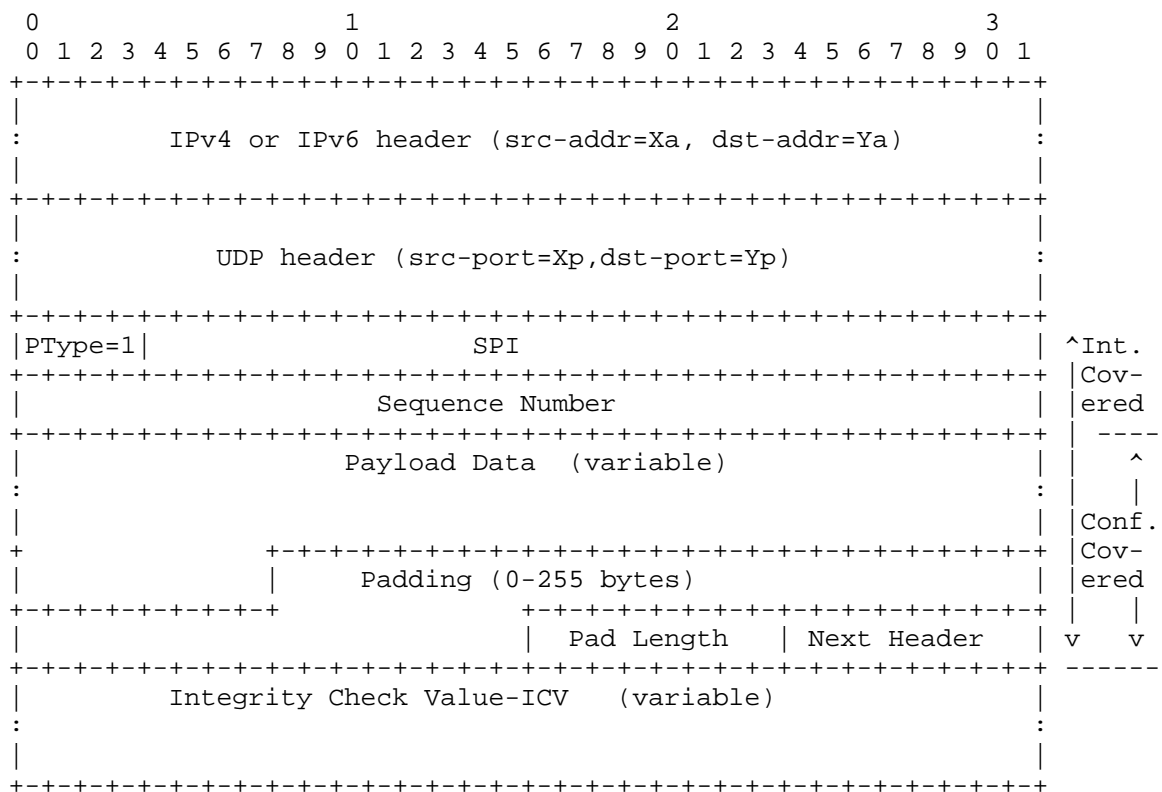 0                   1                   2                   3
 0 1 2 3 4 5 6 7 8 9 0 1 2 3 4 5 6 7 8 9 0 1 2 3 4 5 6 7 8 9 0 1
+-+-+-+-+-+-+-+-+-+-+-+-+-+-+-+-+-+-+-+-+-+-+-+-+-+-+-+-+-+-+-+-+
|                                                               |
:         IPv4 or IPv6 header (src-addr=Xa, dst-addr=Ya)        :
|                                                               |
+-+-+-+-+-+-+-+-+-+-+-+-+-+-+-+-+-+-+-+-+-+-+-+-+-+-+-+-+-+-+-+-+
|                                                               |
:            UDP header (src-port=Xp,dst-port=Yp)               :
|                                                               |
+-+-+-+-+-+-+-+-+-+-+-+-+-+-+-+-+-+-+-+-+-+-+-+-+-+-+-+-+-+-+-+-+
|PType=1|                    SPI                                | ^Int.
+-+-+-+-+-+-+-+-+-+-+-+-+-+-+-+-+-+-+-+-+-+-+-+-+-+-+-+-+-+-+-+-+ |Cov-
|                      Sequence Number                          | |ered
+-+-+-+-+-+-+-+-+-+-+-+-+-+-+-+-+-+-+-+-+-+-+-+-+-+-+-+-+-+-+-+-+ | ----
|                    Payload Data  (variable)                   | |   ^
:                                                               : |   |
|                                                               | |Conf.
+               +-+-+-+-+-+-+-+-+-+-+-+-+-+-+-+-+-+-+-+-+-+-+-+-+ |Cov-
|               |     Padding (0-255 bytes)                     | |ered
+-+-+-+-+-+-+-+-+               +-+-+-+-+-+-+-+-+-+-+-+-+-+-+-+-+ |   |
|                               |  Pad Length   | Next Header   | v   v
+-+-+-+-+-+-+-+-+-+-+-+-+-+-+-+-+-+-+-+-+-+-+-+-+-+-+-+-+-+-+-+-+ ------
|         Integrity Check Value-ICV   (variable)                |
:                                                               :
|                                                               |
+-+-+-+-+-+-+-+-+-+-+-+-+-+-+-+-+-+-+-+-+-+-+-+-+-+-+-+-+-+-+-+-+